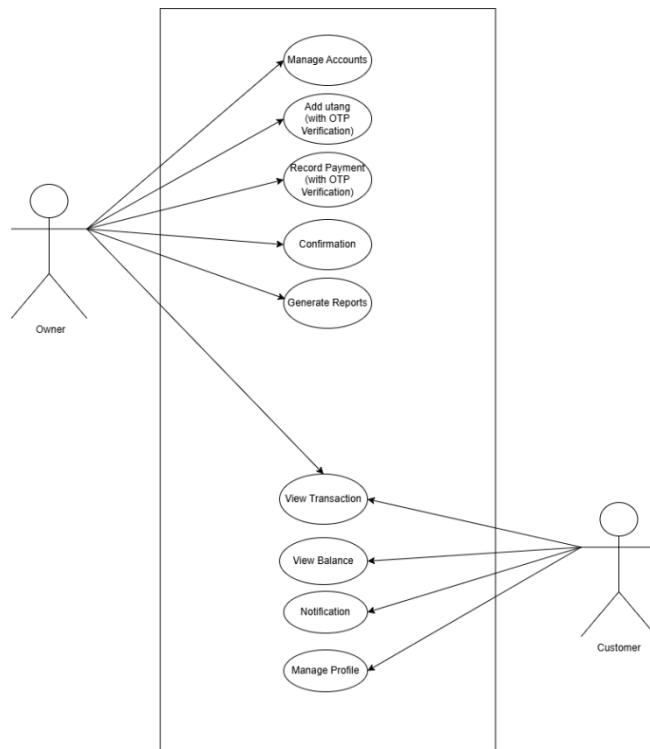 Manage Accounts
Add utang
(with OTP
Verification)
Record Payment
(with OTP
Verification)
Confirmation
Generate Reports
Owner
View Transaction
View Balance
Notification
Manage Profile
Customer